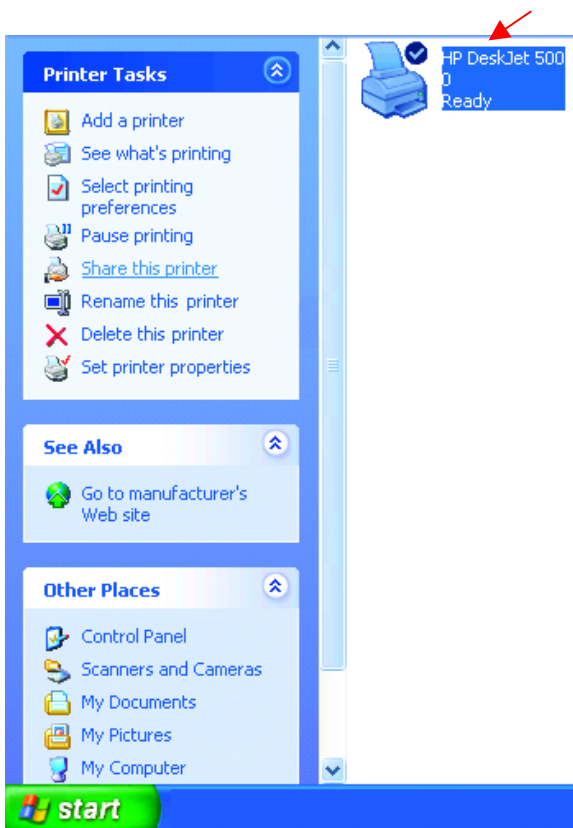 Printer Tasks
Add a printer
See what's printing
Select printing
preferences
Pause printing
Share this printer
Rename this printer
Delete this printer
Set printer properties
See Also
Go to manufacturer's
Web site
Other Places
Control Panel
Scanners and Cameras
My Documents
My Pictures
My Computer
HP DeskJet 500
0
Ready
start